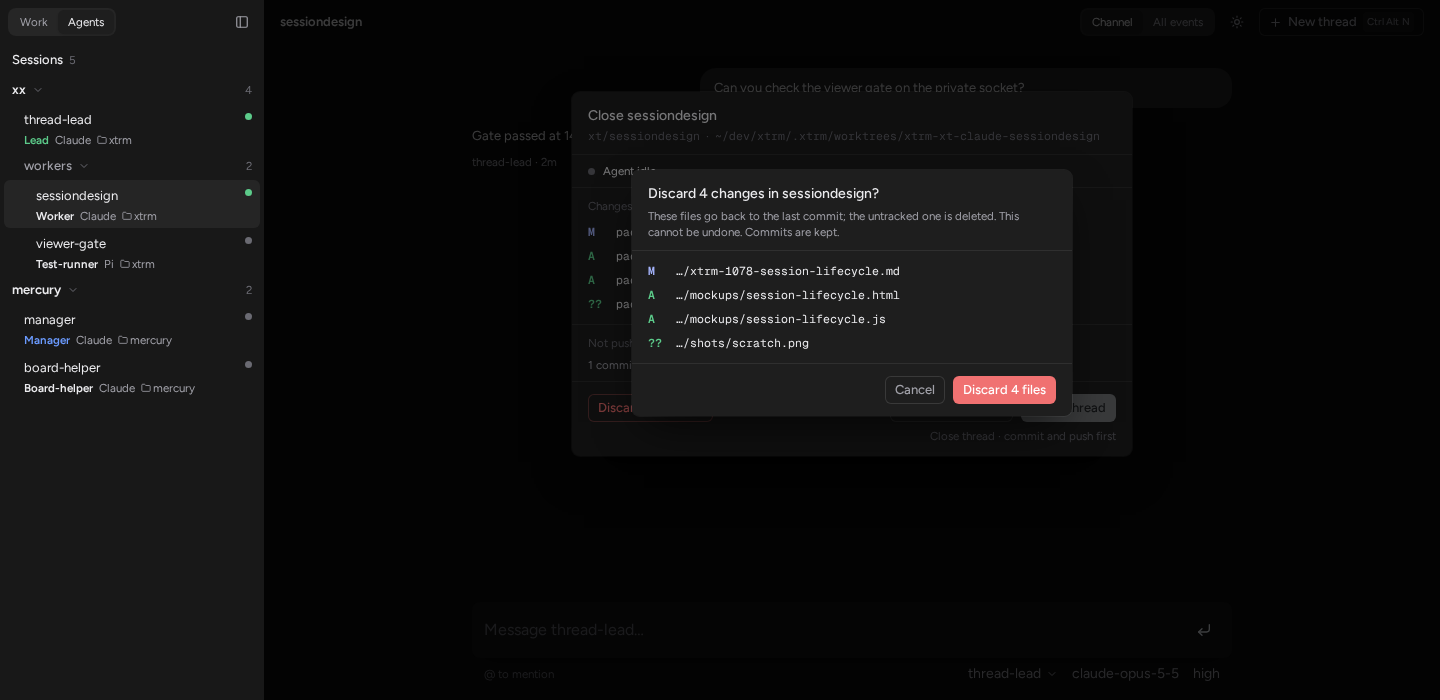 Work Agents
Sessions 5
xx 4
thread-lead
Lead Claude xtrm
workers 2
sessiondesign
Worker Claude xtrm
viewer-gate
Test-runner Pi xtrm
mercury 2
manager
Manager Claude mercury
board-helper
Board-helper Claude mercury
sessiondesign
Channel All events
New thread Ctrl Alt N
Can you check the viewer gate on the private socket?
Gate passed at
thread-lead · 2m
Close sessiondesign
xt/sessiondesign · ~/dev/xtrm/.xtrm/worktrees/xtrm-xt-claude-sessiondesign
Agent idle
Changes
M
A
A
??
Not
1
Discard 4 changes in sessiondesign?
These files go back to the last commit; the untracked one is deleted. This
cannot be undone. Commits are kept.
M …/xtrm-1078-session-lifecycle.md
A …/mockups/session-lifecycle.html
A …/mockups/session-lifecycle.js
?? …/shots/scratch.png
Cancel Discard 4 files
Close thread · commit and push first
Message thread-lead…
@ to mention
thread-lead claude-opus-5-5 high